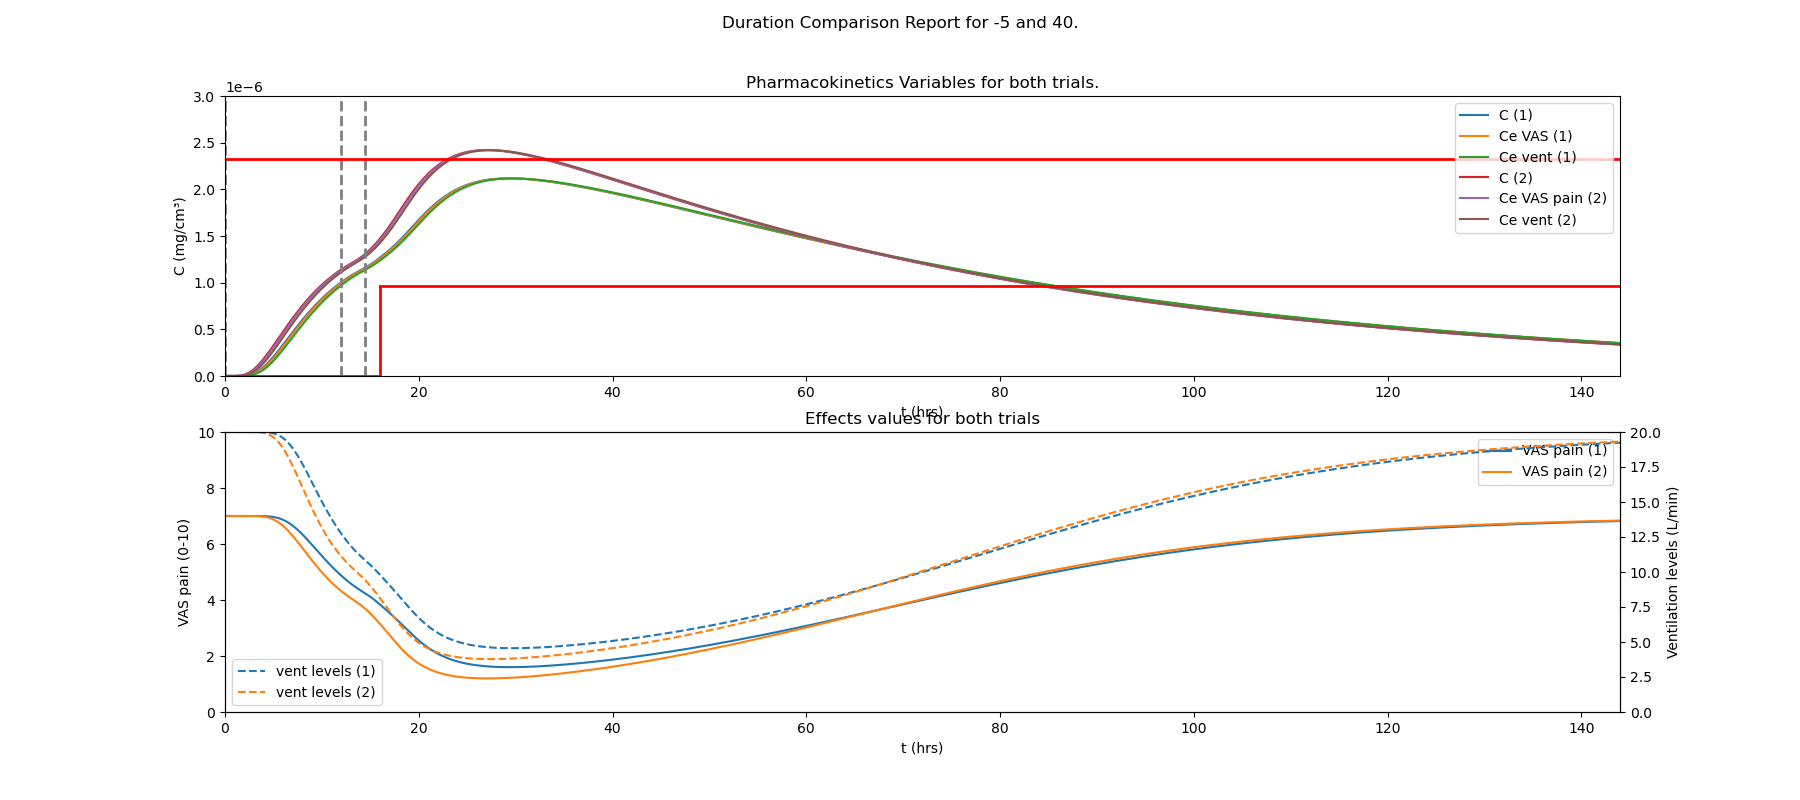 Duration Comparison Report for -5 and 40.
Pharmacokinetics Variables for both trials.
1e−6
3.0
2.5
2.0
1.5
1.0
0.5
0.0
C (mg/cm³)
C (1)
Ce VAS (1)
Ce vent (1)
C (2)
Ce VAS pain (2)
Ce vent (2)
0 20 40 60 80 100 120 140
t (hrs)
Effects values for both trials
10
8
6
4
2
0
VAS pain (0-10)
VAS pain (1)
VAS pain (2)
vent levels (1)
vent levels (2)
20.0
17.5
15.0
12.5
10.0
7.5
5.0
2.5
0.0
Ventilation levels (L/min)
0 20 40 60 80 100 120 140
t (hrs)